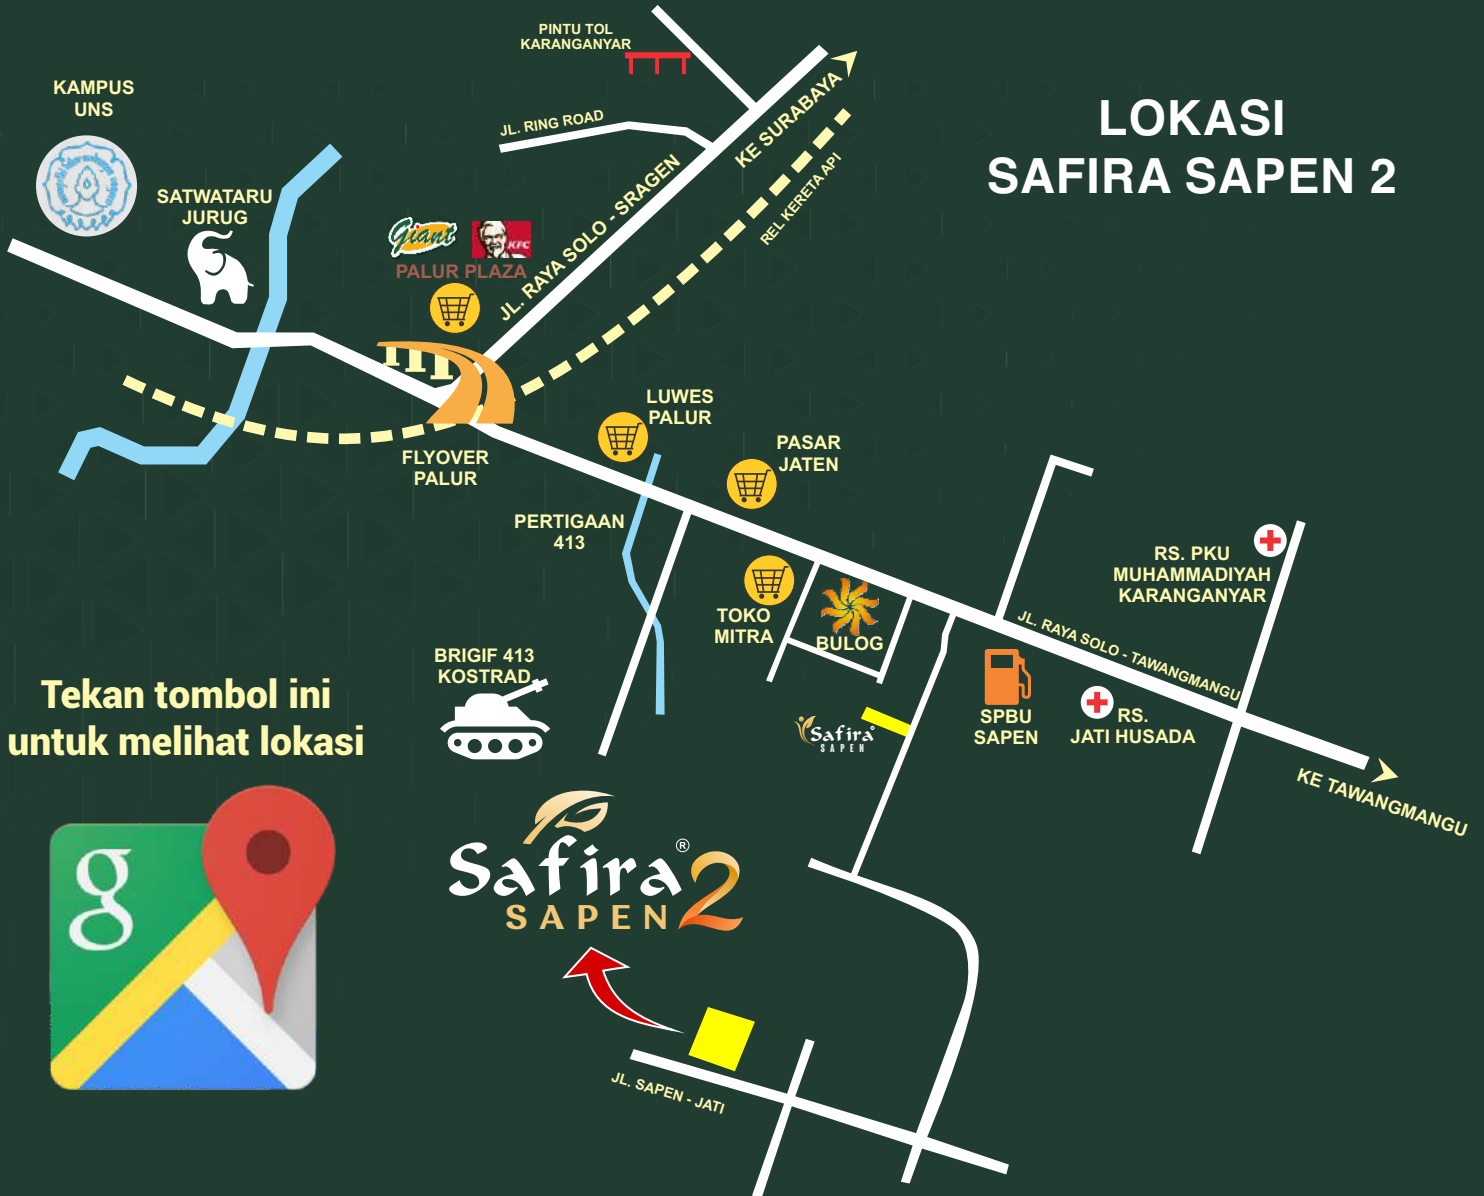 PINTU TOL
KARANGANYAR
KAMPUS
UNS
JL. RING ROAD
KE SURABAYA
LOKASI
SAFIRA SAPEN 2
REL KERETA API
SATWATARU
JURUG
Giant
KFC
PALUR PLAZA
JL. RAYA SOLO - SRAGEN
LUWES
PALUR
FLYOVER
PALUR
PASAR
JATEN
PERTIGAAN
413
RS. PKU
MUHAMMADIYAH
KARANGANYAR
TOKO
MITRA
BULOG
JL. RAYA SOLO - TAWANGMANGU
BRIGIF 413
KOSTRAD
Tekan tombol ini
untuk melihat lokasi
Safira
SAPEN
SPBU
SAPEN
RS.
JATI HUSADA
KE TAWANGMANGU
g
Safira® 2
SAPEN
JL. SAPEN - JATI